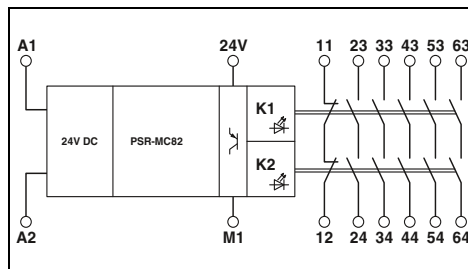 A1 24V 11 23 33 43 53 63
K1
24V DC PSR-MC82
K2
A2 M1 12 24 34 44 54 64